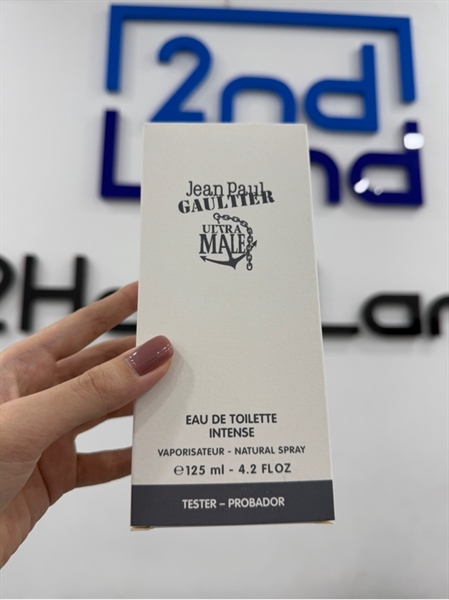 2nd
Land
Jean Paul
GAULTIER
ULTRA
MALE
EAU DE TOILETTE
INTENSE
VAPORISATEUR - NATURAL SPRAY
℮125 ml - 4.2 FLOZ
TESTER – PROBADOR